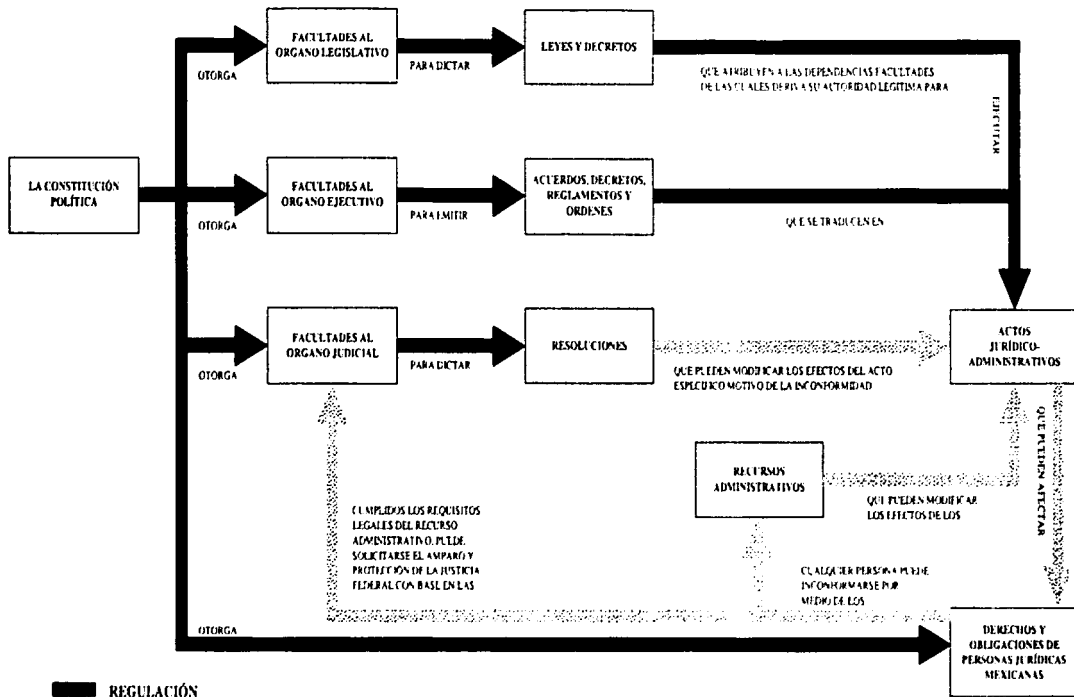 FACULTADES AL
ORGANO LEGISLATIVO
LEYES Y DECRETOS
OTORGA
PARA DICTAR
QUE ATRIBUYEN A LAS DEPENDENCIAS FACULTADES
DE LAS CUALES DERIVA SU AUTORIDAD LEGITIMA PARA
EJECUTAR
LA CONSTITUCIÓN
POLÍTICA
FACULTADES AL
ORGANO EJECUTIVO
ACUERDOS, DECRETOS,
REGLAMENTOS Y
ORDENES
OTORGA
PARA EMITIR
QUE SE TRADUCEN EN
FACULTADES AL
ORGANO JUDICIAL
RESOLUCIONES
ACTOS
JURÍDICO-
ADMINISTRATIVOS
OTORGA
PARA DICTAR
QUE PUEDEN MODIFICAR LOS EFECTOS DEL ACTO
ESPECIFICO MOTIVO DE LA INCONFORMIDAD
QUE PUEDEN AFECTAR
RECURSOS
ADMINISTRATIVOS
QUE PUEDEN MODIFICAR
LOS EFECTOS DE LOS
CUMPLIDOS LOS REQUISITOS
LEGALES DEL RECURSO
ADMINISTRATIVO, PUEDE
SOLICITARSE EL AMPARO Y
PROTECCIÓN DE LA JUSTICIA
FEDERAL CON BASE EN LAS
CUALQUIER PERSONA PUEDE
INCONFORMARSE POR
MEDIO DE LOS
OTORGA
DERECHOS Y
OBLIGACIONES DE
PERSONAS JURÍDICAS
MEXICANAS
REGULACIÓN